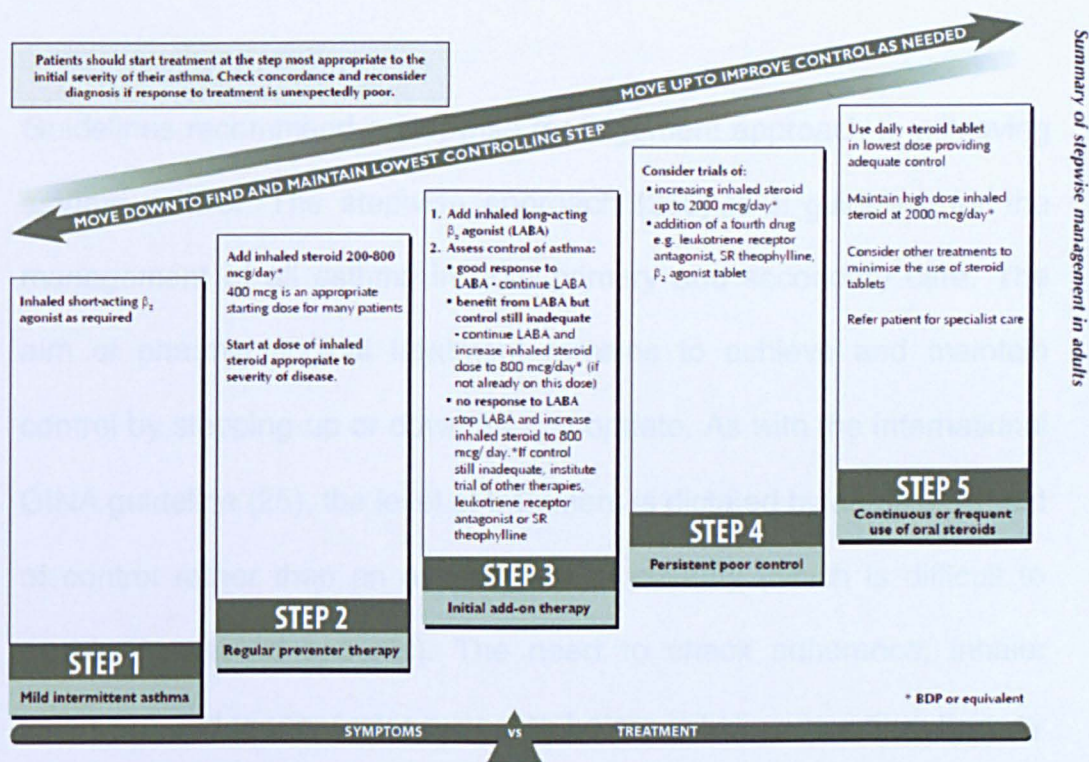 Summary of stepwise management in adults
Patients should start treatment at the step most appropriate to the
initial severity of their asthma. Check concordance and reconsider
diagnosis if response to treatment is unexpectedly poor.
MOVE UP TO IMPROVE CONTROL AS NEEDED
MOVE DOWN TO FIND AND MAINTAIN LOWEST CONTROLLING STEP
Inhaled short-acting β₂
agonist as required
STEP 1
Mild intermittent asthma
Add inhaled steroid 200-800
mcg/day*
400 mcg is an appropriate
starting dose for many patients
Start at dose of inhaled
steroid appropriate to
severity of disease.
STEP 2
Regular preventer therapy
1. Add inhaled long-acting
β₂ agonist (LABA)
2. Assess control of asthma:
• good response to
LABA - continue LABA
• benefit from LABA but
control still inadequate
- continue LABA and
increase inhaled steroid
dose to 800 mcg/day* (if
not already on this dose)
• no response to LABA
- stop LABA and increase
inhaled steroid to 800
mcg/ day.*If control
still inadequate, institute
trial of other therapies,
leukotriene receptor
antagonist or SR
theophylline
STEP 3
Initial add-on therapy
Consider trials of:
• increasing inhaled steroid
up to 2000 mcg/day*
• addition of a fourth drug
e.g. leukotriene receptor
antagonist, SR theophylline,
β₂ agonist tablet
STEP 4
Persistent poor control
Use daily steroid tablet
in lowest dose providing
adequate control
Maintain high dose inhaled
steroid at 2000 mcg/day*
Consider other treatments to
minimize the use of steroid
tablets
Refer patient for specialist care
STEP 5
Continuous or frequent
use of oral steroids
* BDP or equivalent
SYMPTOMS vs TREATMENT